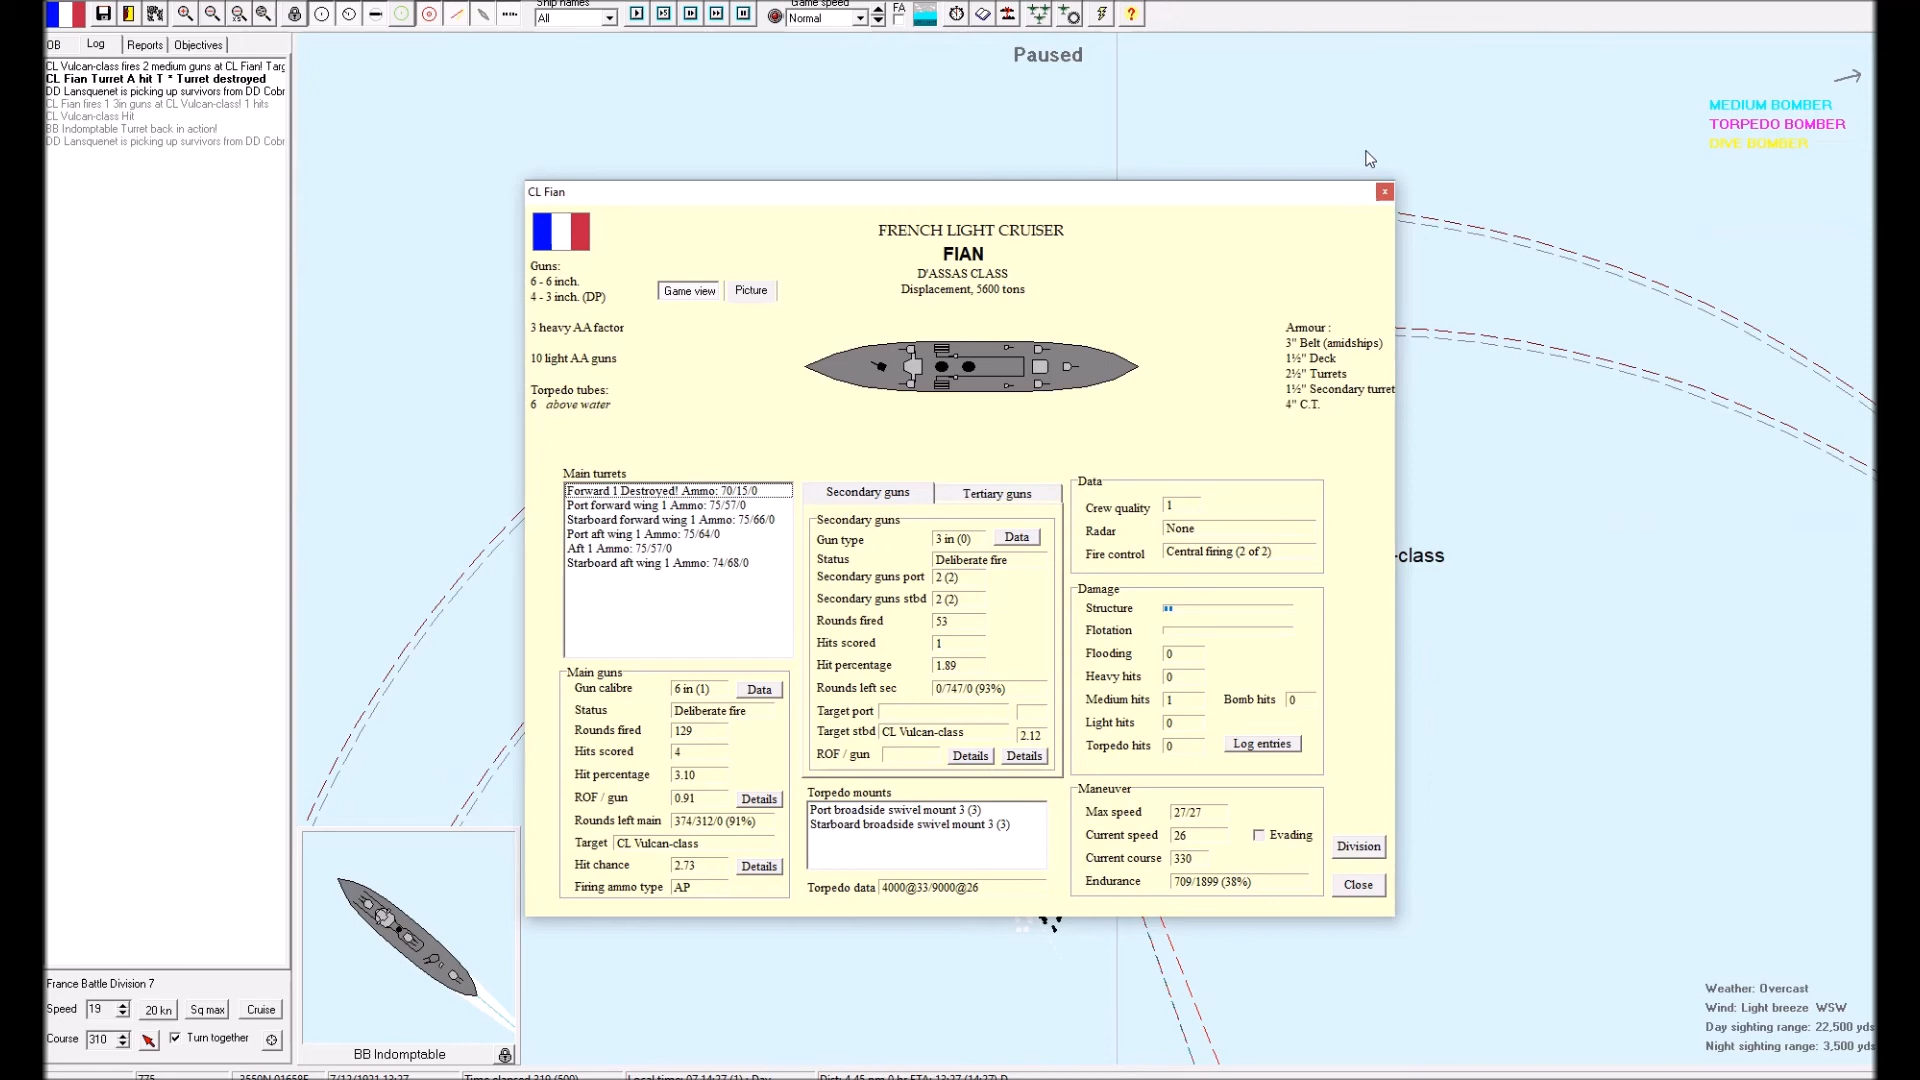 Ship names
All
Game speed
Normal
FA
?
OB
Log
Reports
Objectives
CL Vulcan-class fires 2 medium guns at CL Fian! Targ
CL Fian Turret A hit T * Turret destroyed
DD Lansquenet is picking up survivors from DD Cobr
CL Fian fires 1 3in guns at CL Vulcan-class! 1 hits
CL Vulcan-class Hit
BB Indomptable Turret back in action!
DD Lansquenet is picking up survivors from DD Cobr
Paused
MEDIUM BOMBER
TORPEDO BOMBER
DIVE BOMBER
CL Fian
FRENCH LIGHT CRUISER
FIAN
D'ASSAS CLASS
Displacement, 5600 tons
Guns:
6 - 6 inch.
4 - 3 inch. (DP)
3 heavy AA factor
10 light AA guns
Torpedo tubes:
6 above water
Game view
Picture
Armour :
3" Belt (amidships)
1½" Deck
2½" Turrets
1½" Secondary turret
4" C.T.
Main turrets
Forward 1 Destroyed! Ammo: 70/15/0
Port forward wing 1 Ammo: 75/57/0
Starboard forward wing 1 Ammo: 75/66/0
Port aft wing 1 Ammo: 75/64/0
Aft 1 Ammo: 75/57/0
Starboard aft wing 1 Ammo: 74/68/0
Main guns
Gun calibre 6 in (1) Data
Status Deliberate fire
Rounds fired 129
Hits scored 4
Hit percentage 3.10
ROF / gun 0.91 Details
Rounds left main 374/312/0 (91%)
Target CL Vulcan-class
Hit chance 2.73 Details
Firing ammo type AP
Secondary guns
Tertiary guns
Secondary guns
Gun type 3 in (0) Data
Status Deliberate fire
Secondary guns port 2 (2)
Secondary guns stbd 2 (2)
Rounds fired 53
Hits scored 1
Hit percentage 1.89
Rounds left sec 0/747/0 (93%)
Target port
Target stbd CL Vulcan-class 2.12
ROF / gun Details Details
Torpedo mounts
Port broadside swivel mount 3 (3)
Starboard broadside swivel mount 3 (3)
Torpedo data 4000@33/9000@26
Data
Crew quality 1
Radar None
Fire control Central firing (2 of 2)
Damage
Structure
Flotation
Flooding 0
Heavy hits 0
Medium hits 1 Bomb hits 0
Light hits 0
Torpedo hits 0 Log entries
Maneuver
Max speed 27/27
Current speed 26 Evading
Current course 330
Endurance 709/1899 (38%)
Division
Close
-class
France Battle Division 7
Speed 19 20 kn Sq max Cruise
Course 310 Turn together
BB Indomptable
Weather: Overcast
Wind: Light breeze WSW
Day sighting range: 22,500 yds
Night sighting range: 3,500 yds